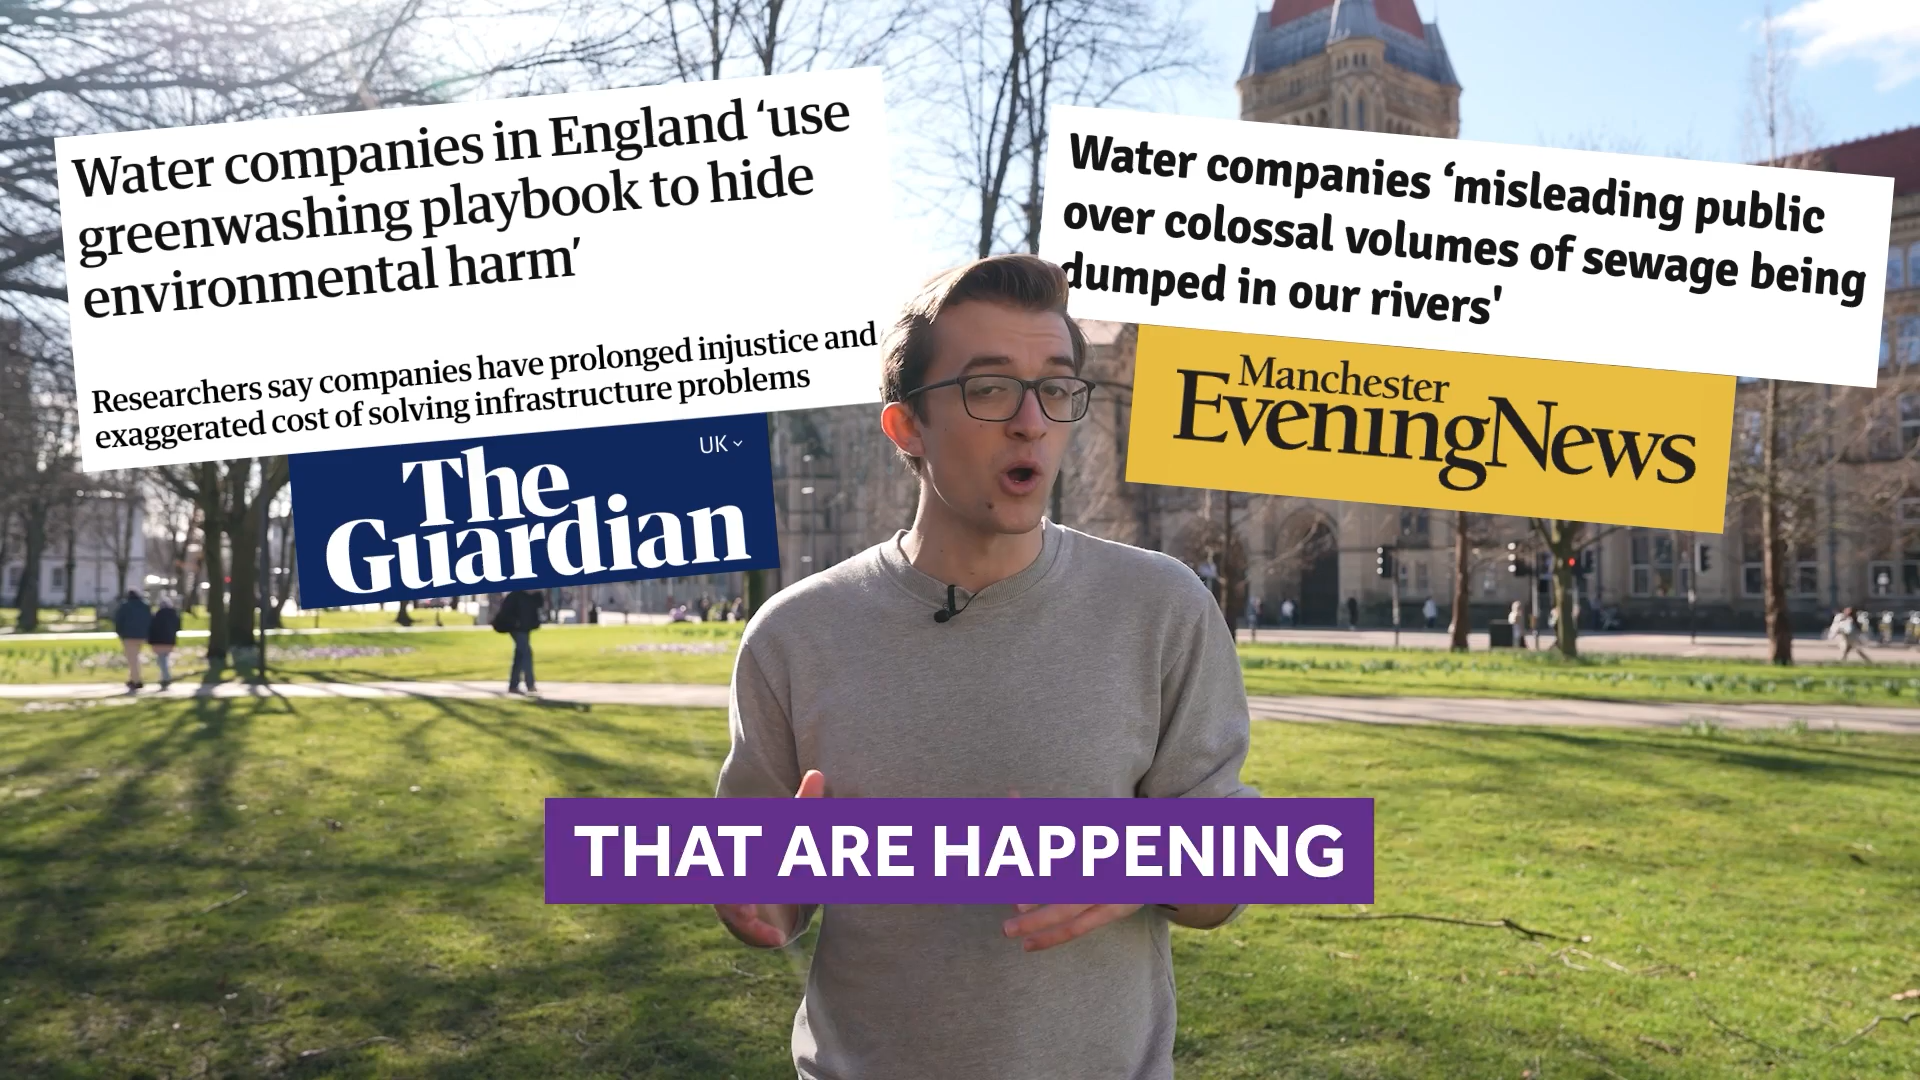 Water companies in England ‘use
greenwashing playbook to hide
environmental harm’
Researchers say companies have prolonged injustice and
exaggerated cost of solving infrastructure problems
UK
The
Guardian
Water companies ‘misleading public
over colossal volumes of sewage being
dumped in our rivers'
Manchester
Evening News
THAT ARE HAPPENING